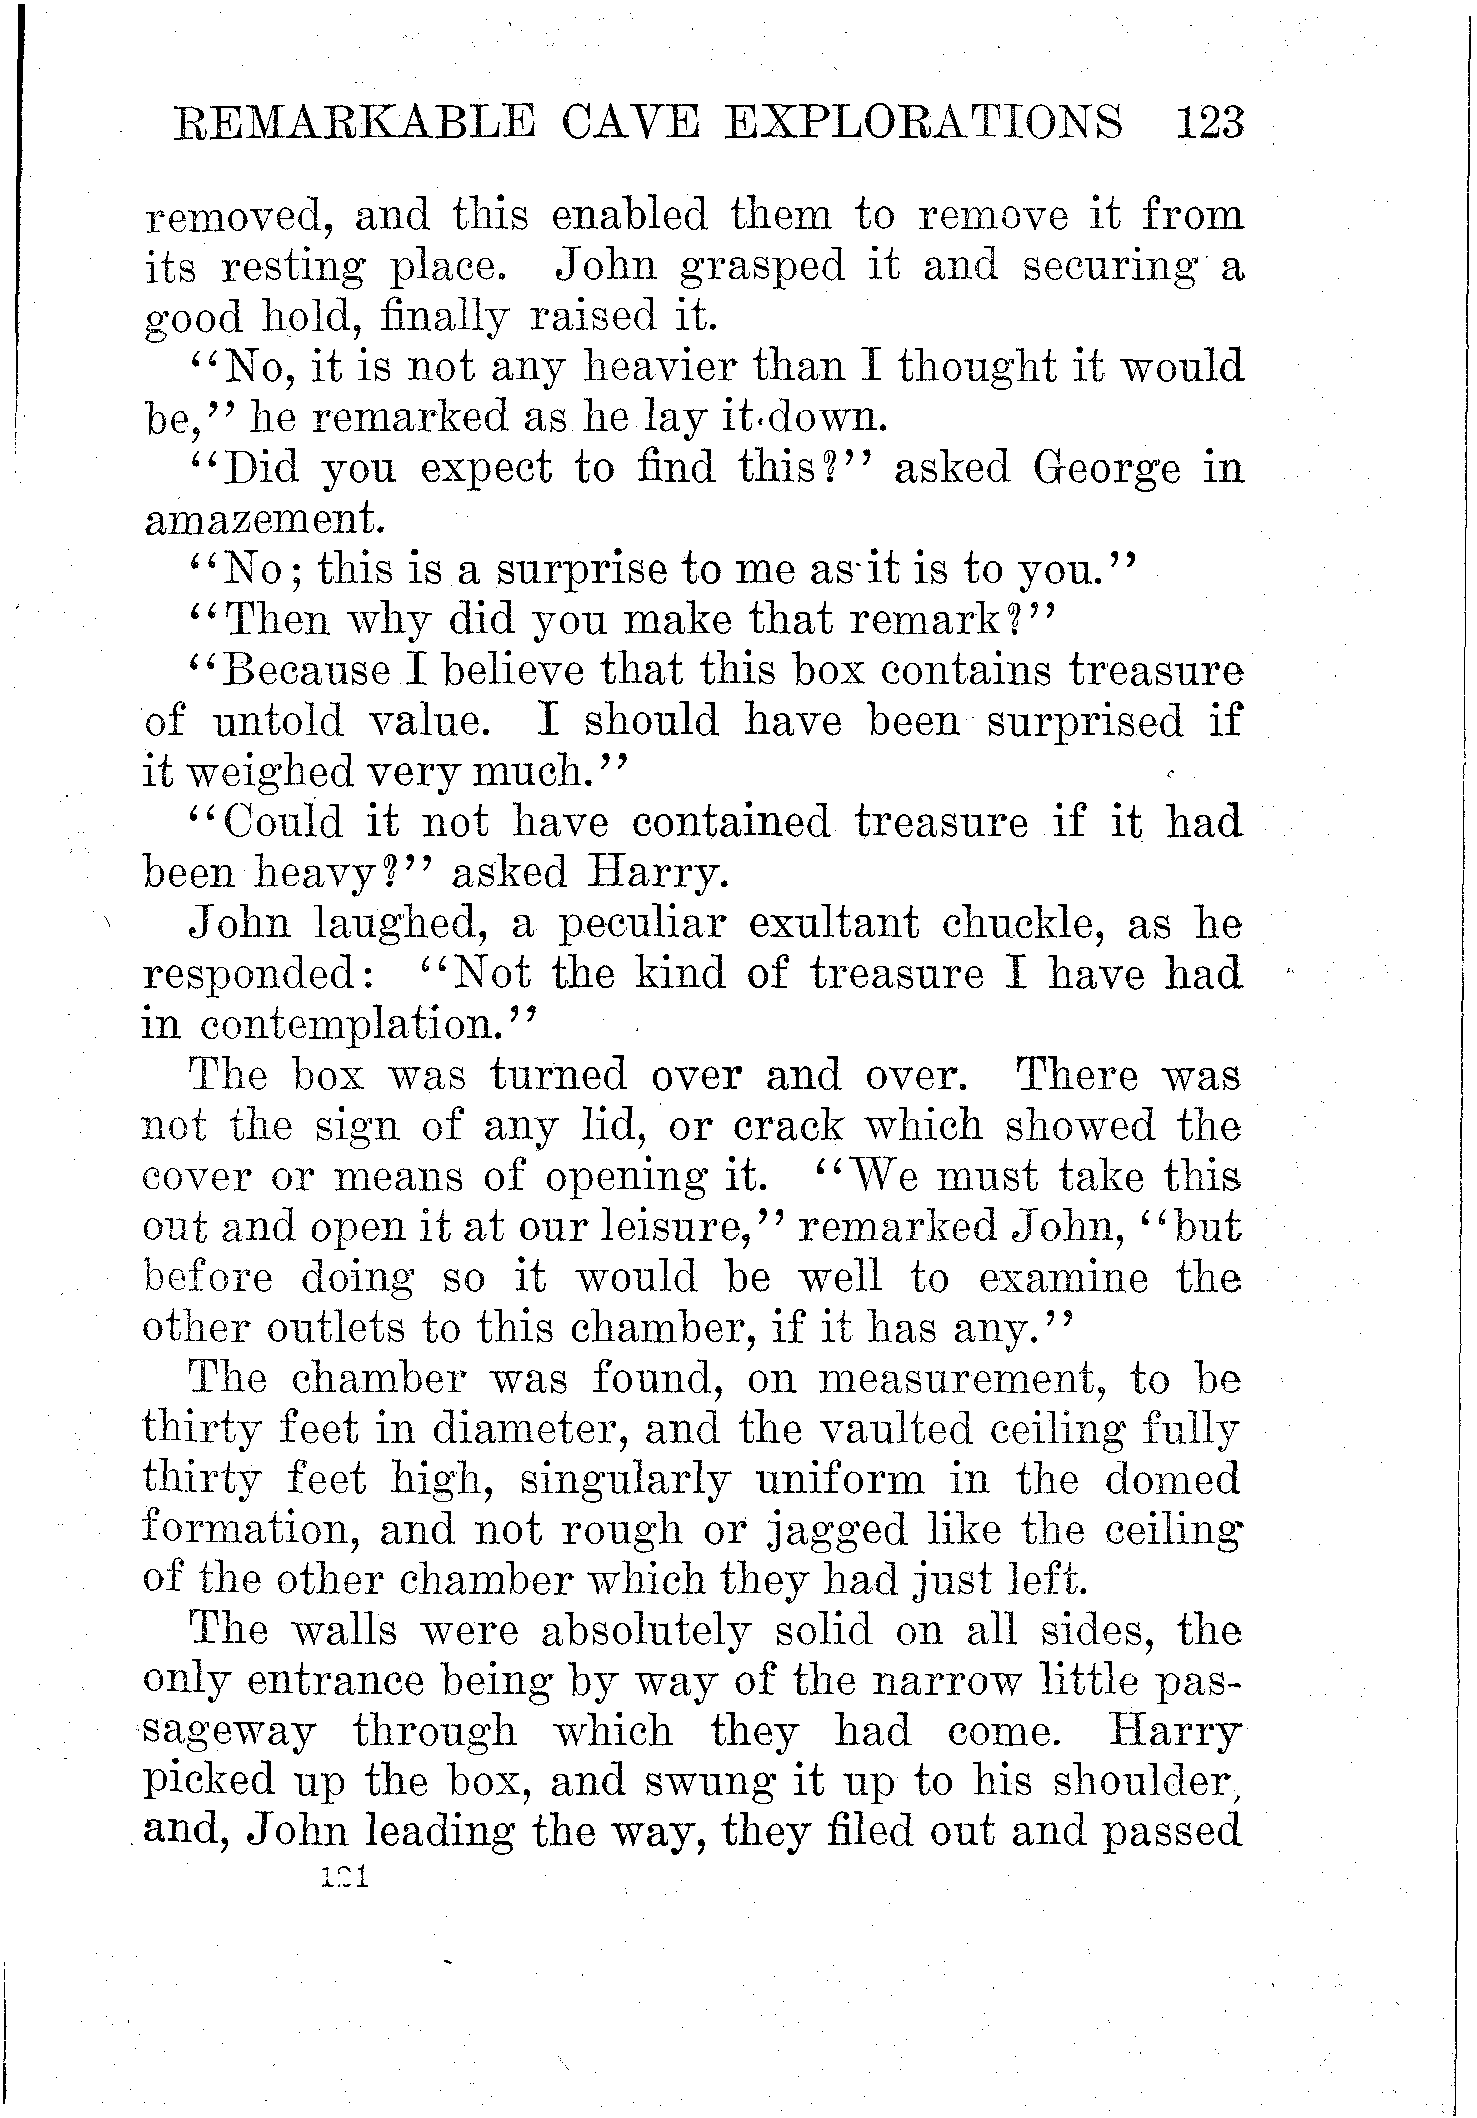 REMARKABLE CAVE EXPLORATIONS 123
removed, and this enabled them to remove it from
its resting place. John grasped it and securing a
good hold, finally raised it.
"No, it is not any heavier than I thought it would
be," he remarked as he lay it down.
"Did you expect to find this?" asked George in
amazement.
"No; this is a surprise to me as it is to you."
"Then why did you make that remark?"
"Because I believe that this box contains treasure
of untold value. I should have been surprised if
it weighed very much."
"Could it not have contained treasure if it had
been heavy?" asked Harry.
John laughed, a peculiar exultant chuckle, as he
responded: "Not the kind of treasure I have had
in contemplation."
The box was turned over and over. There was
not the sign of any lid, or crack which showed the
cover or means of opening it. "We must take this
out and open it at our leisure," remarked John, "but
before doing so it would be well to examine the
other outlets to this chamber, if it has any."
The chamber was found, on measurement, to be
thirty feet in diameter, and the vaulted ceiling fully
thirty feet high, singularly uniform in the domed
formation, and not rough or jagged like the ceiling
of the other chamber which they had just left.
The walls were absolutely solid on all sides, the
only entrance being by way of the narrow little pas-
sageway through which they had come. Harry
picked up the box, and swung it up to his shoulder,
and, John leading the way, they filed out and passed